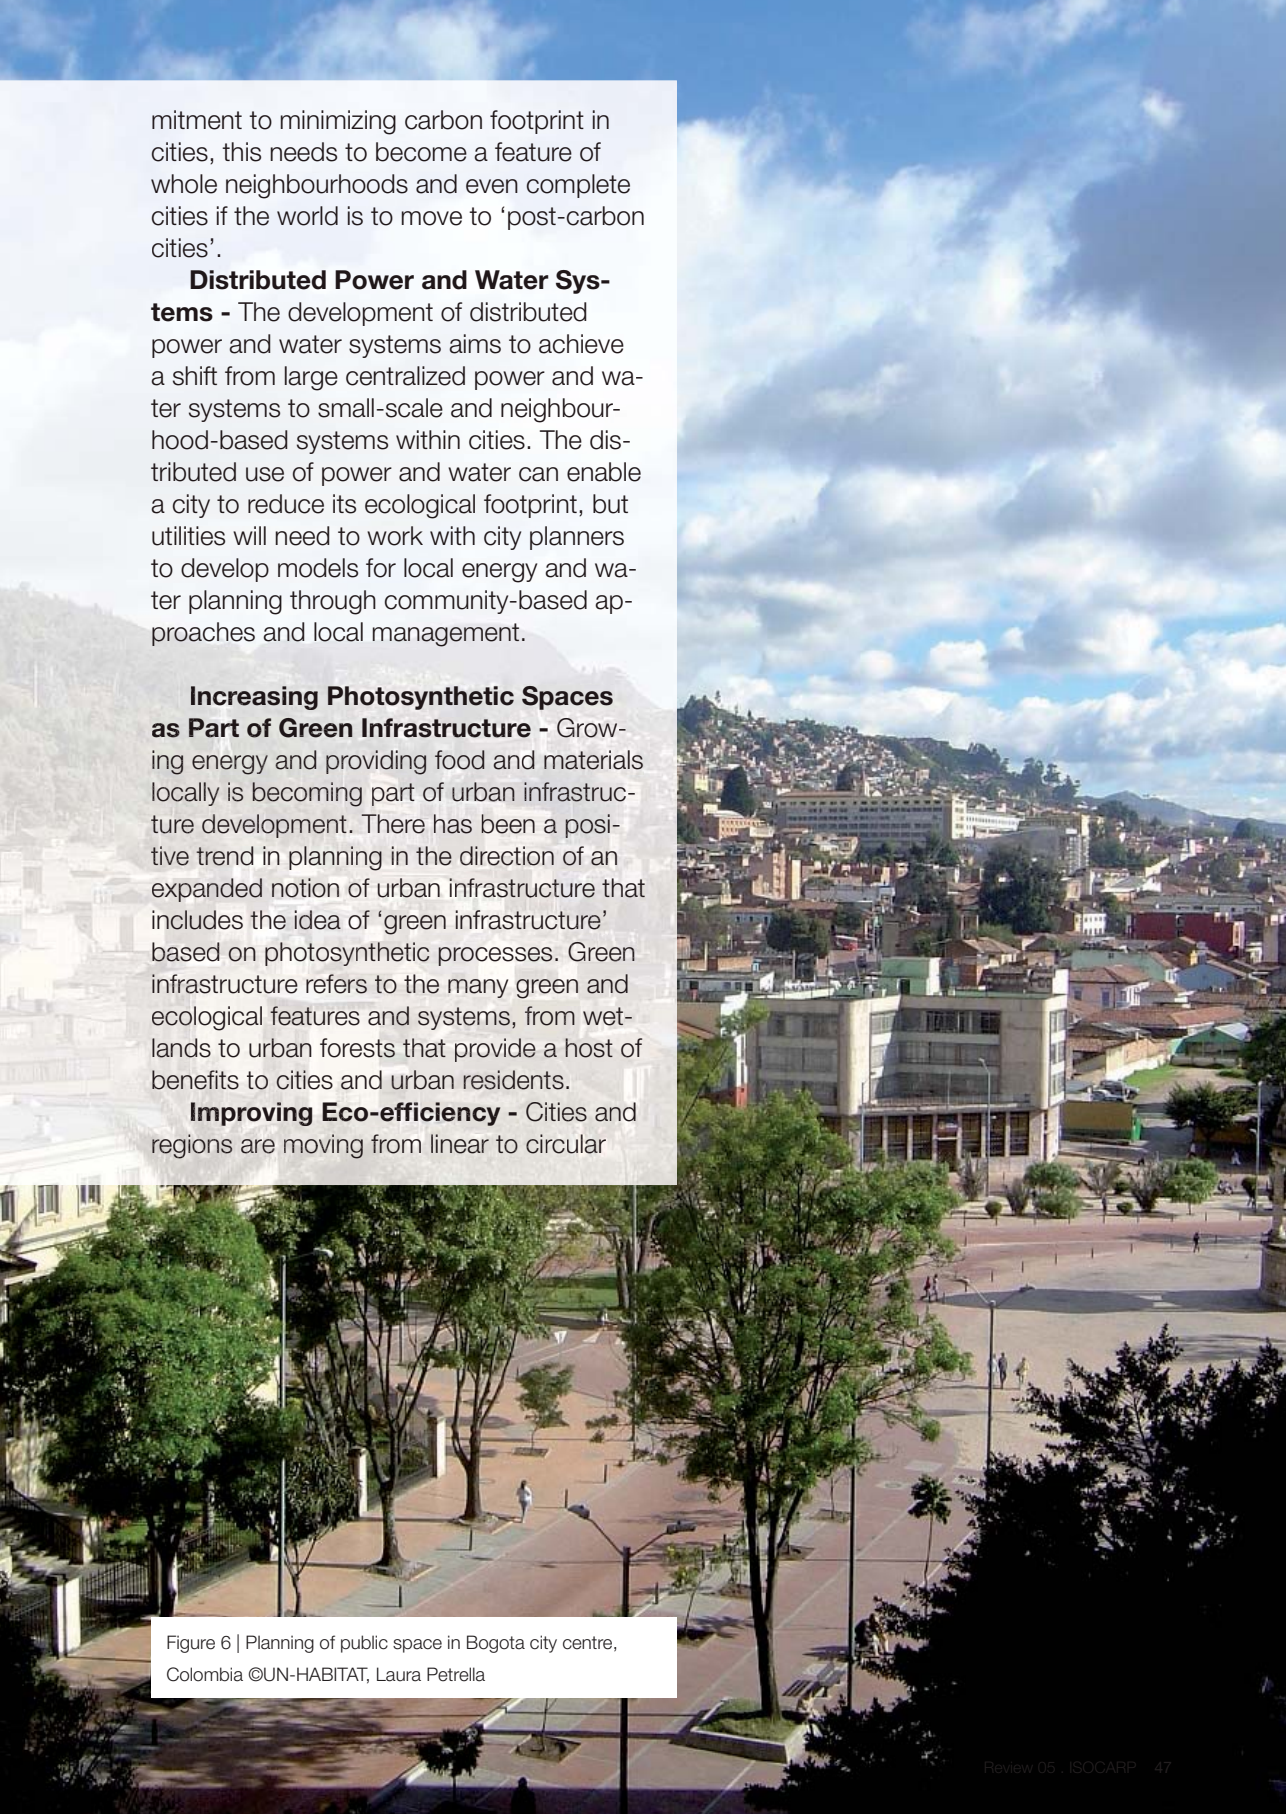 mitment to minimizing carbon footprint in
cities, this needs to become a feature of
whole neighbourhoods and even complete
cities if the world is to move to ‘post-carbon
cities’.
Distributed Power and Water Sys-
tems - The development of distributed
power and water systems aims to achieve
a shift from large centralized power and wa-
ter systems to small-scale and neighbour-
hood-based systems within cities. The dis-
tributed use of power and water can enable
a city to reduce its ecological footprint, but
utilities will need to work with city planners
to develop models for local energy and wa-
ter planning through community-based ap-
proaches and local management.
Increasing Photosynthetic Spaces
as Part of Green Infrastructure - Grow-
ing energy and providing food and materials
locally is becoming part of urban infrastruc-
ture development. There has been a posi-
tive trend in planning in the direction of an
expanded notion of urban infrastructure that
includes the idea of ‘green infrastructure’
based on photosynthetic processes. Green
infrastructure refers to the many green and
ecological features and systems, from wet-
lands to urban forests that provide a host of
benefits to cities and urban residents.
Improving Eco-efficiency - Cities and
regions are moving from linear to circular
Figure 6 | Planning of public space in Bogota city centre,
Colombia ©UN-HABITAT, Laura Petrella
Review 05 . ISOCARP 47